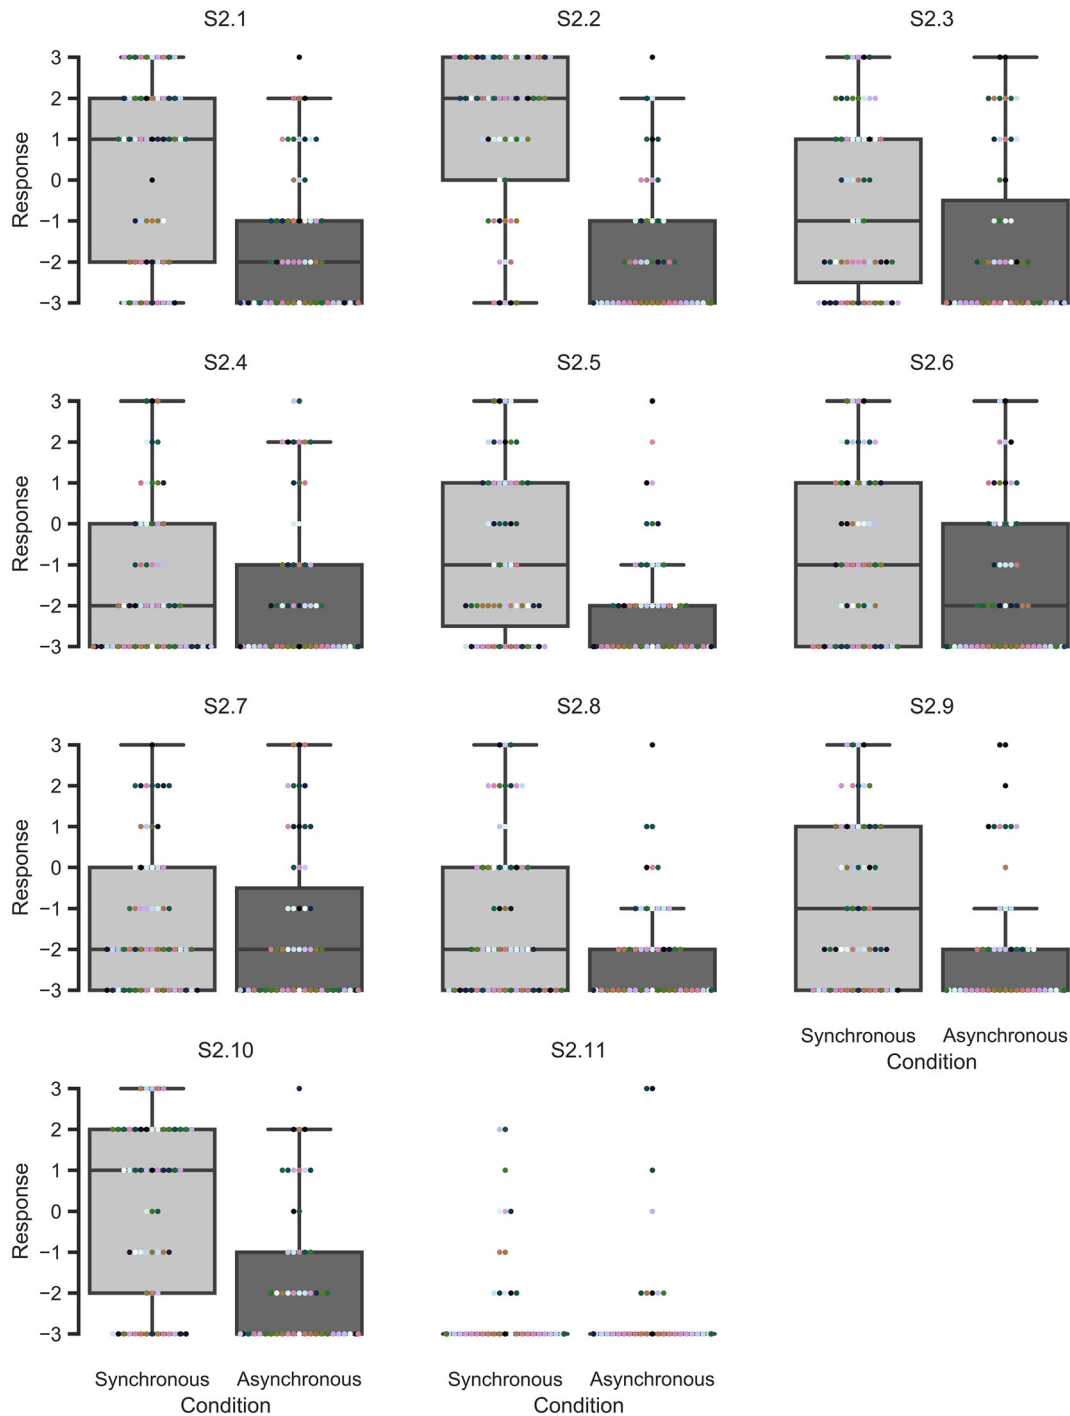 S2.1 S2.2 S2.3
Response
3
2
1
0
−1
−2
−3
S2.4 S2.5 S2.6
Response
3
2
1
0
−1
−2
−3
S2.7 S2.8 S2.9
Response
3
2
1
0
−1
−2
−3
Synchronous Asynchronous
Condition
S2.10 S2.11
Response
3
2
1
0
−1
−2
−3
Synchronous Asynchronous Synchronous Asynchronous
Condition Condition